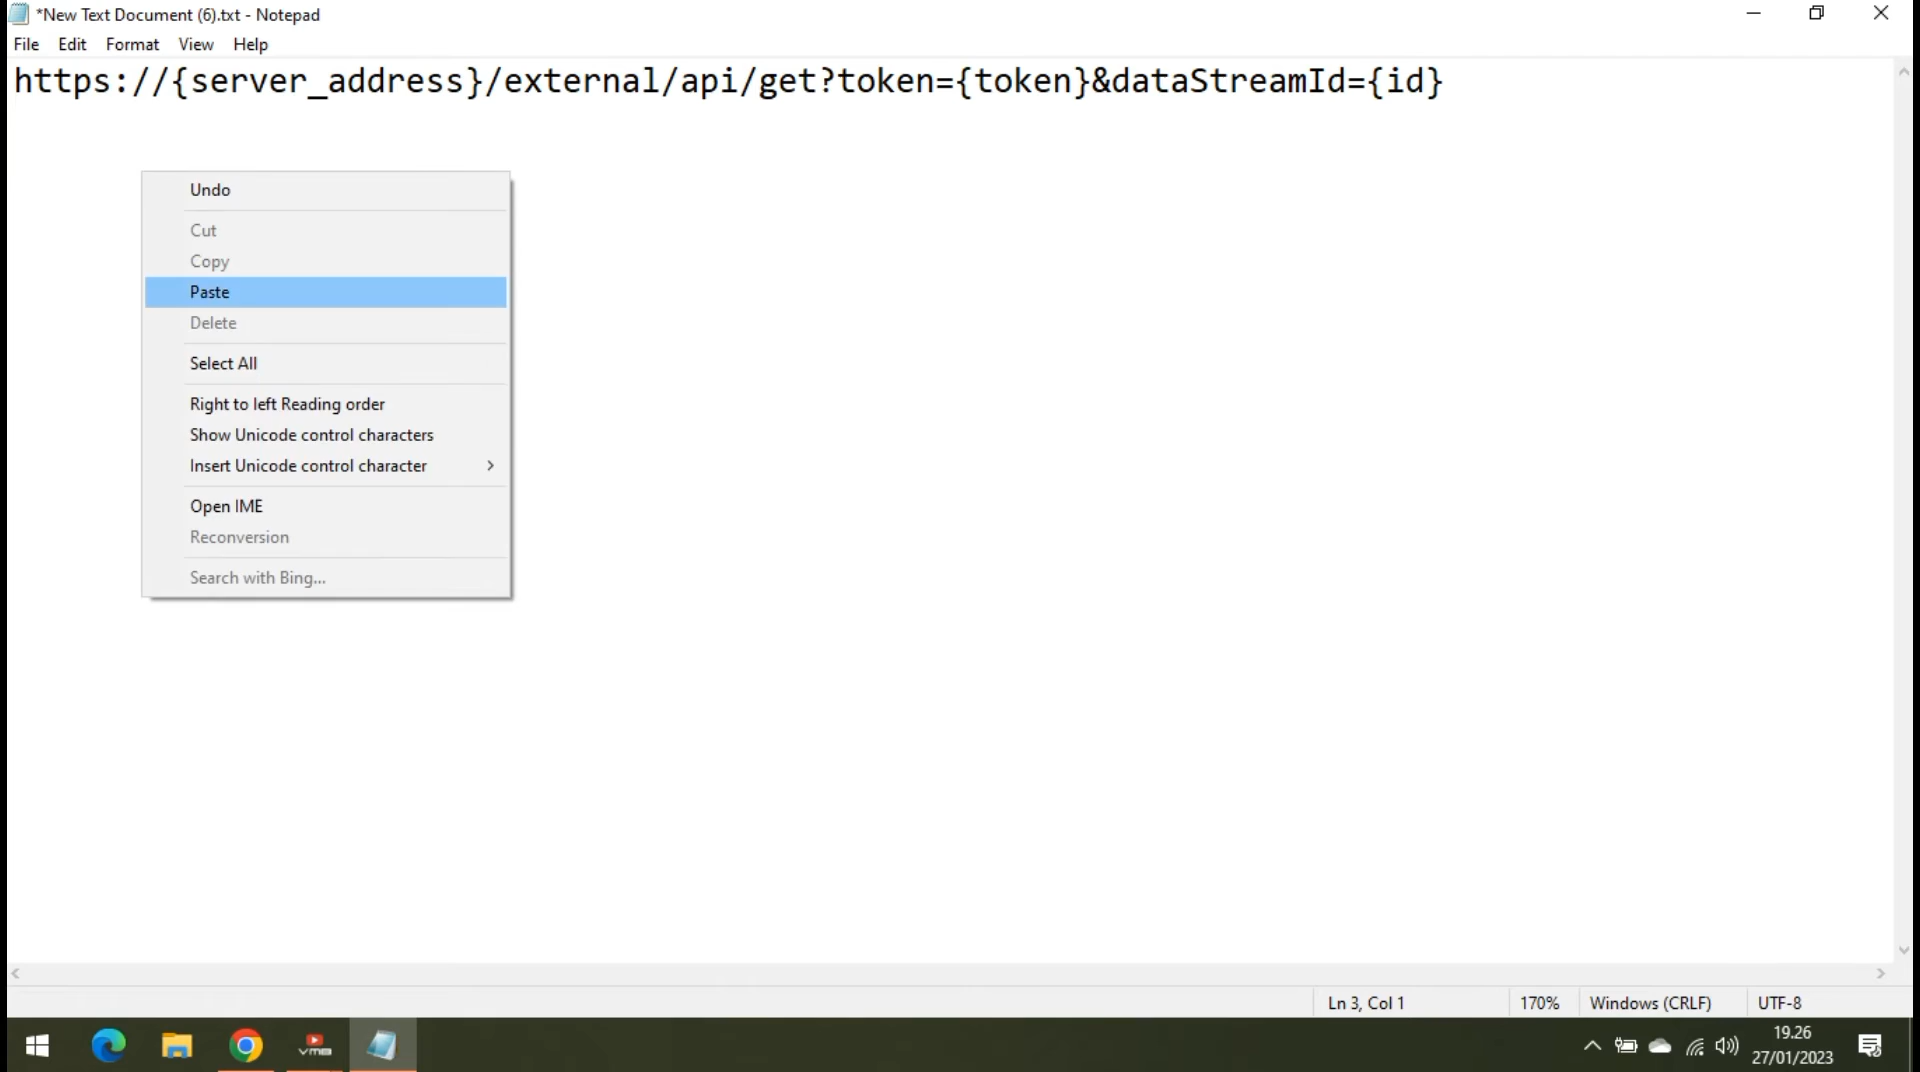 *New Text Document (6).txt - Notepad
File Edit Format View Help
https://{server_address}/external/api/get?token={token}&dataStreamId={id}
Undo
Cut
Copy
Paste
Delete
Select All
Right to left Reading order
Show Unicode control characters
Insert Unicode control character
Open IME
Reconversion
Search with Bing...
Ln 3, Col 1 170% Windows (CRLF) UTF-8
VMB
19.26
27/01/2023